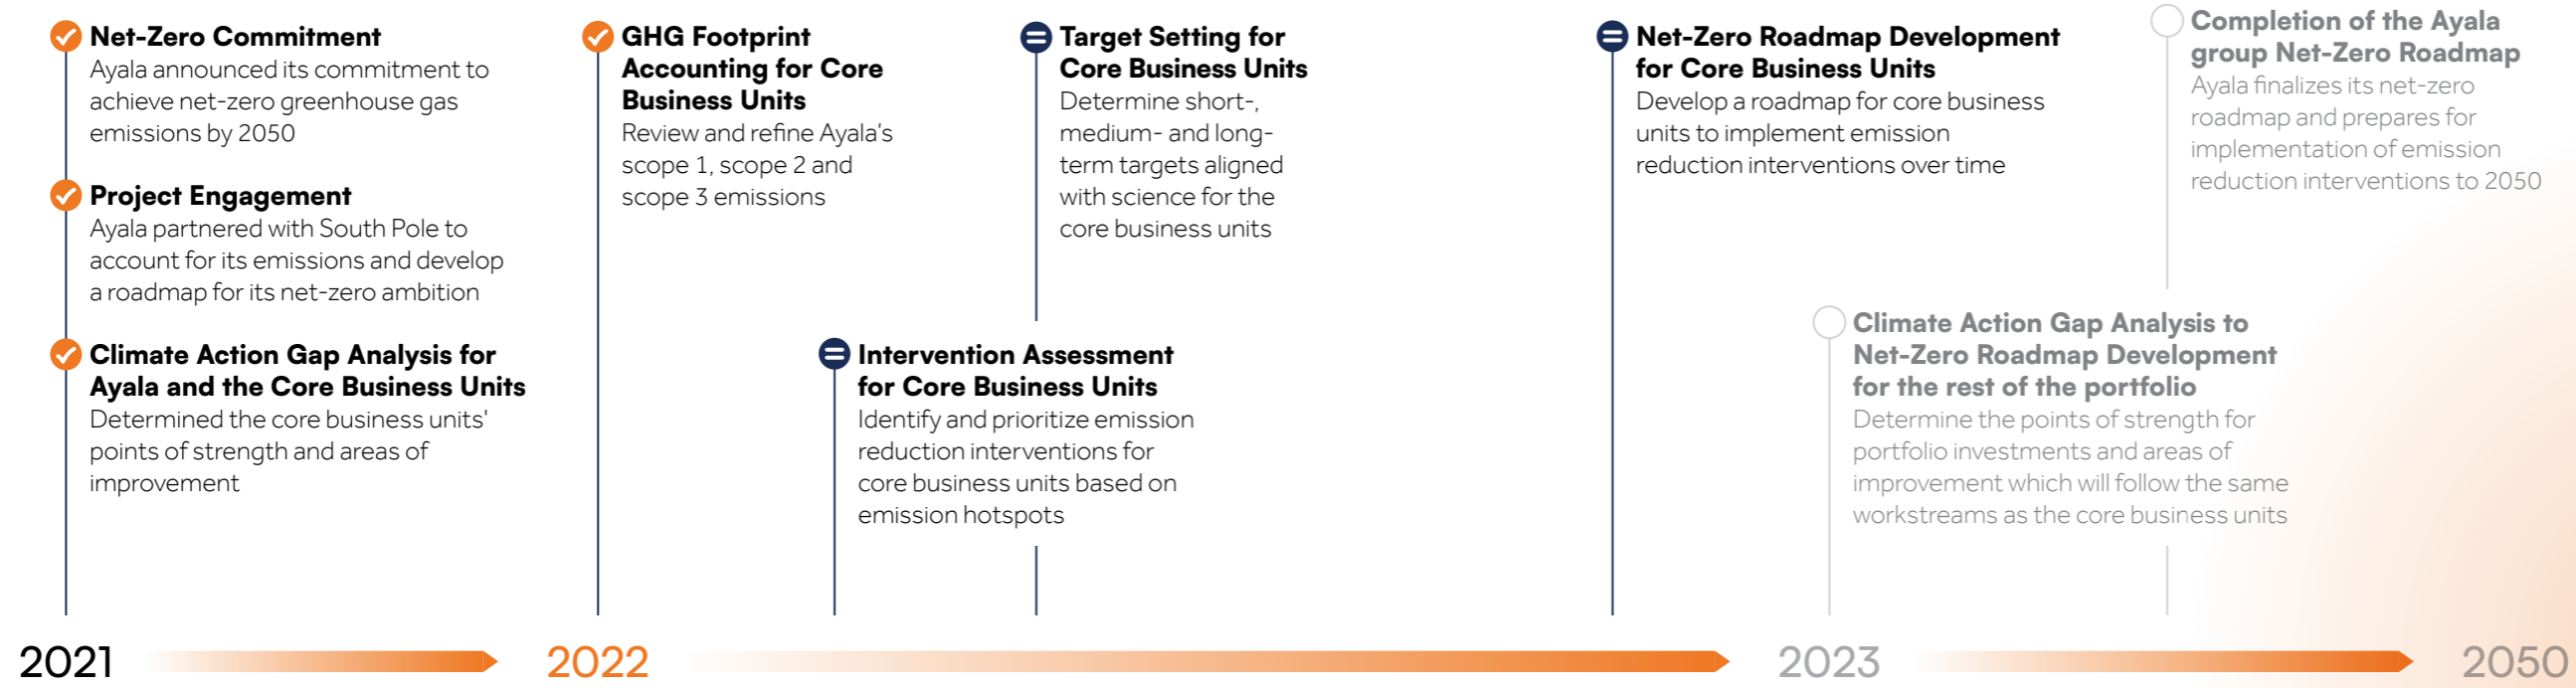 Net-Zero Commitment
Ayala announced its commitment to
achieve net-zero greenhouse gas
emissions by 2050
Project Engagement
Ayala partnered with South Pole to
account for its emissions and develop
a roadmap for its net-zero ambition
Climate Action Gap Analysis for
Ayala and the Core Business Units
Determined the core business units'
points of strength and areas of
improvement
GHG Footprint
Accounting for Core
Business Units
Review and refine Ayala’s
scope 1, scope 2 and
scope 3 emissions
Intervention Assessment
for Core Business Units
Identify and prioritize emission
reduction interventions for
core business units based on
emission hotspots
Target Setting for
Core Business Units
Determine short-,
medium- and long-
term targets aligned
with science for the
core business units
Net-Zero Roadmap Development
for Core Business Units
Develop a roadmap for core business
units to implement emission
reduction interventions over time
Climate Action Gap Analysis to
Net-Zero Roadmap Development
for the rest of the portfolio
Determine the points of strength for
portfolio investments and areas of
improvement which will follow the same
workstreams as the core business units
Completion of the Ayala
group Net-Zero Roadmap
Ayala finalizes its net-zero
roadmap and prepares for
implementation of emission
reduction interventions to 2050
2021
2022
2023
2050